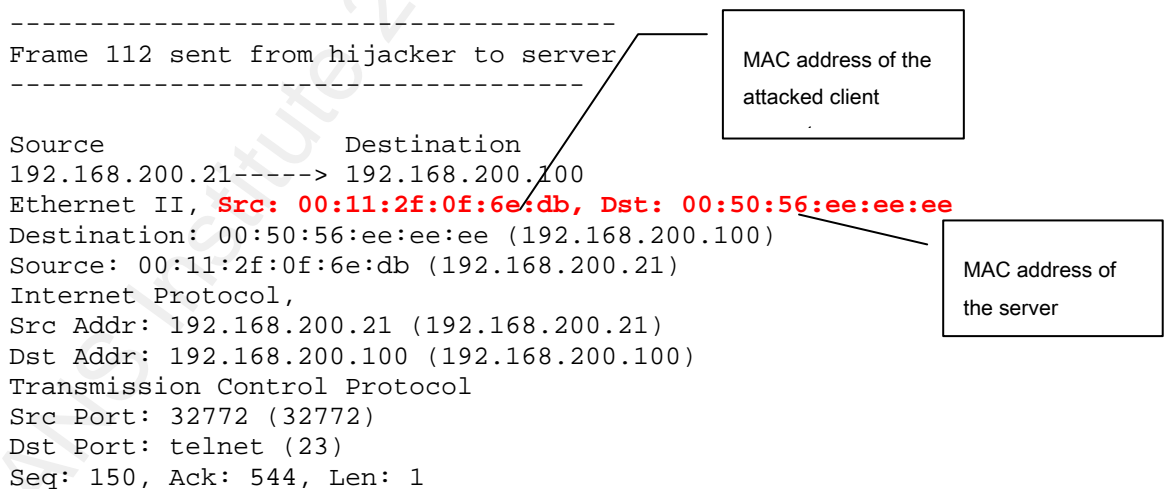 -------------------------------------
Frame 112 sent from hijacker to server
-----------------------------------
MAC address of the
attacked client
Source Destination
192.168.200.21-----> 192.168.200.100
Ethernet II, Src: 00:11:2f:0f:6e:db, Dst: 00:50:56:ee:ee:ee
Destination: 00:50:56:ee:ee:ee (192.168.200.100)
Source: 00:11:2f:0f:6e:db (192.168.200.21)
MAC address of
the server
Internet Protocol,
Src Addr: 192.168.200.21 (192.168.200.21)
Dst Addr: 192.168.200.100 (192.168.200.100)
Transmission Control Protocol
Src Port: 32772 (32772)
Dst Port: telnet (23)
Seq: 150, Ack: 544, Len: 1
ANS Institute 2